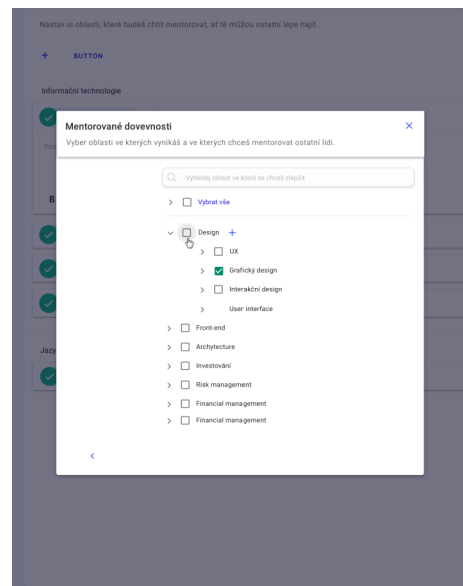 Nastav si oblasti, které budeš chtít mentorovat, ať tě můžou ostatní lépe najít.
+ BUTTON
Informační technologie
Mentorované dovevnosti
Vyber oblasti ve kterých vynikáš a ve kterých chceš mentorovat ostatní lidi.
Pop
B
Vyhledej oblast ve které se chceš zlepšit
Vybrat vše
Design +
UX
Grafický design
Interakční design
User interface
Front-end
Archytecture
Jazy
Investování
Risk management
Financial management
Financial management